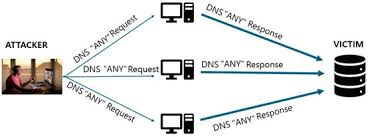 ATTACKER
DNS "ANY" Request
DNS "ANY" Request
DNS "ANY" Request
DNS "ANY" Response
DNS "ANY" Response
DNS "ANY" Response
VICTIM